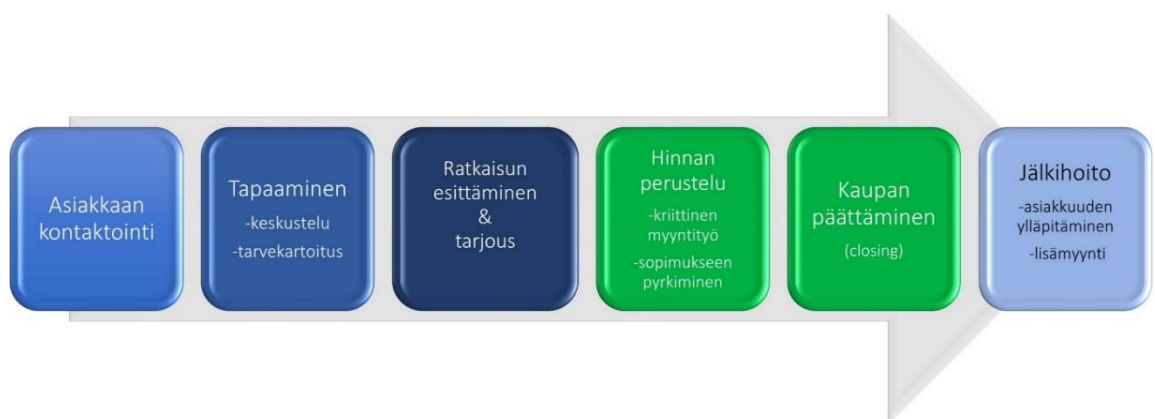 Asiakkaan
kontaktointi
Tapaaminen
-keskustelu
-tarvekartoitus
Ratkaisun
esittäminen
&
tarjous
Hinnan
perustelu
-kriittinen
myyntityö
-sopimukseen
pyrkiminen
Kaupan
päättäminen
(closing)
Jälkihoito
-asiakkuuden
ylläpitäminen
-lisämyynti